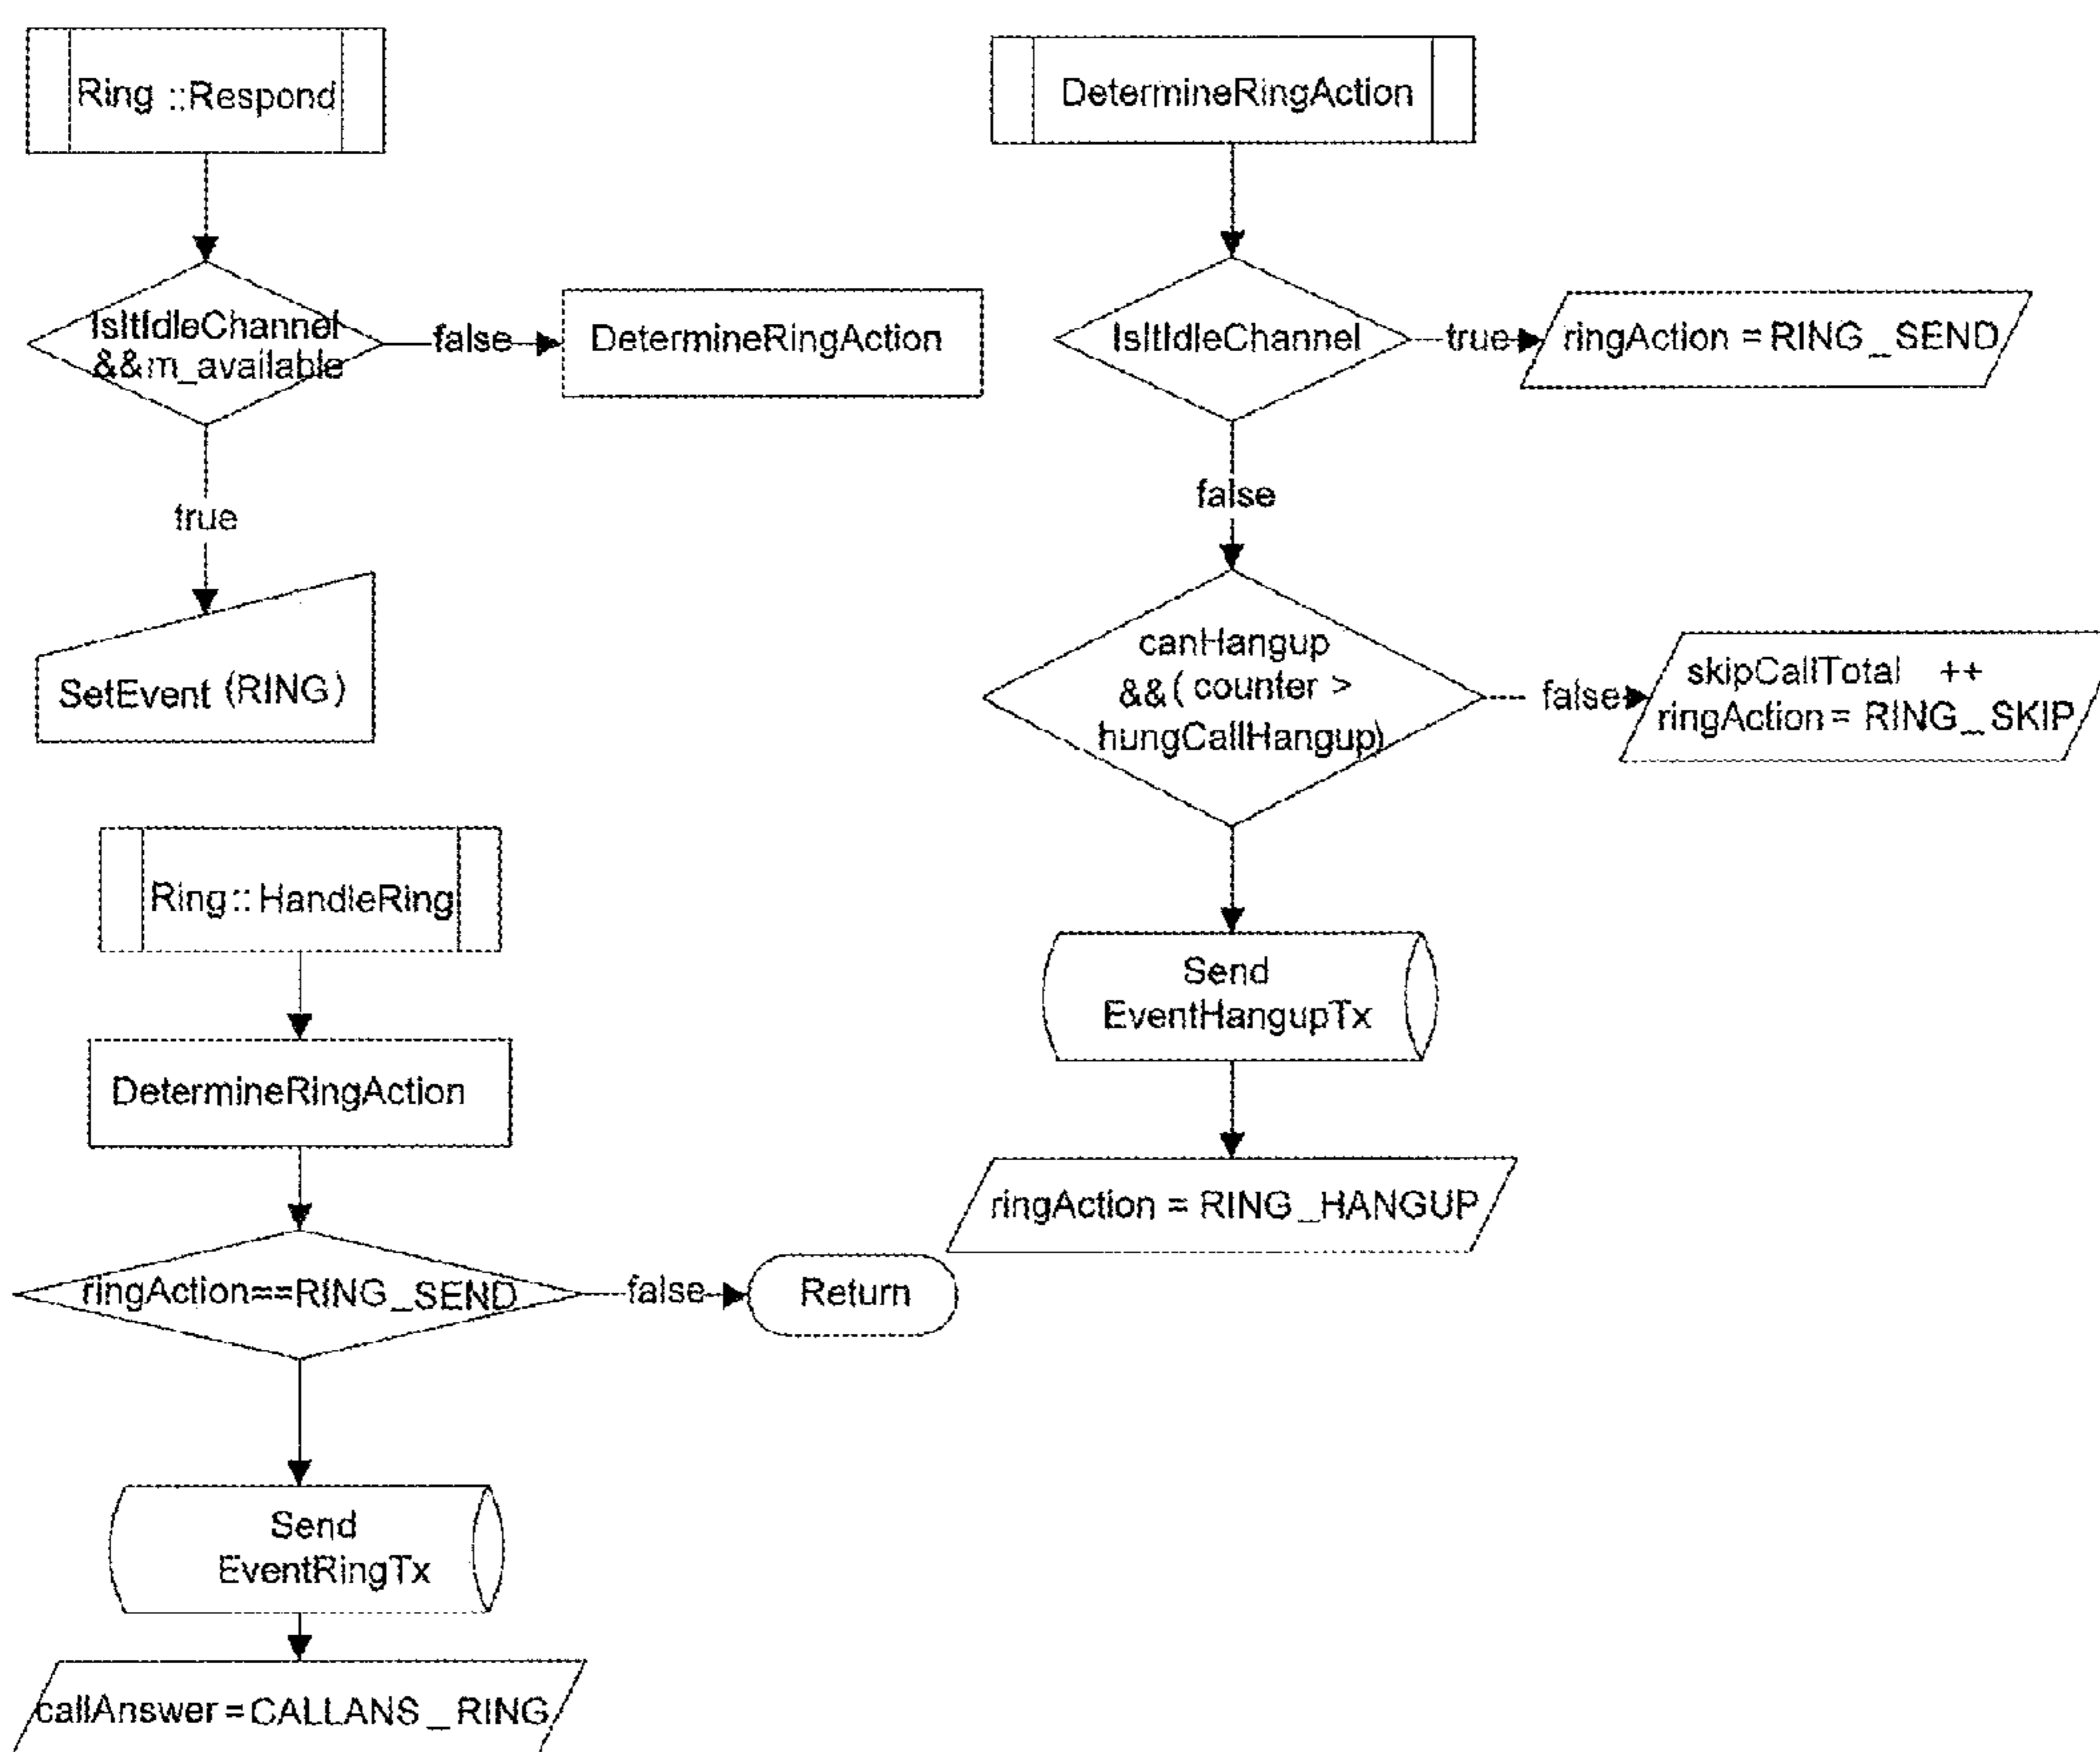 Ring ::Respond
IsItIdleChannel
&&m_available
false
DetermineRingAction
true
SetEvent (RING)
DetermineRingAction
IsItIdleChannel
true
ringAction = RING_SEND
false
canHangup
&&( counter >
hungCallHangup)
false
skipCallTotal ++
ringAction = RING_SKIP
Send
EventHangupTx
ringAction = RING_HANGUP
Ring:: HandleRing
DetermineRingAction
ringAction==RING_SEND
false
Return
Send
EventRingTx
callAnswer=CALLANS_RING